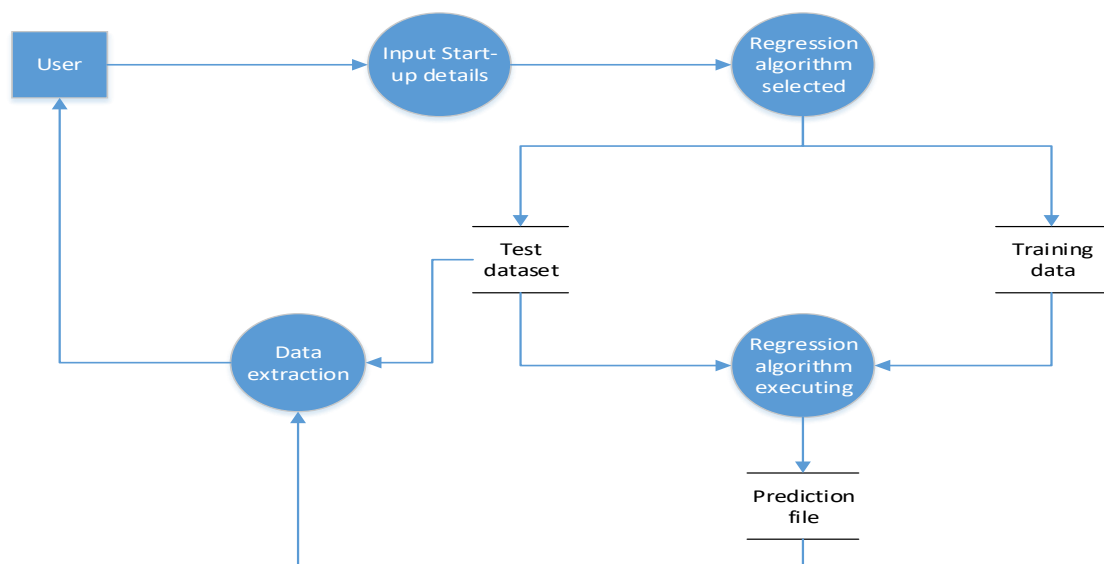 User
Input Start-
up details
Regression
algorithm
selected
Test
dataset
Training
data
Data
extraction
Regression
algorithm
executing
Prediction
file